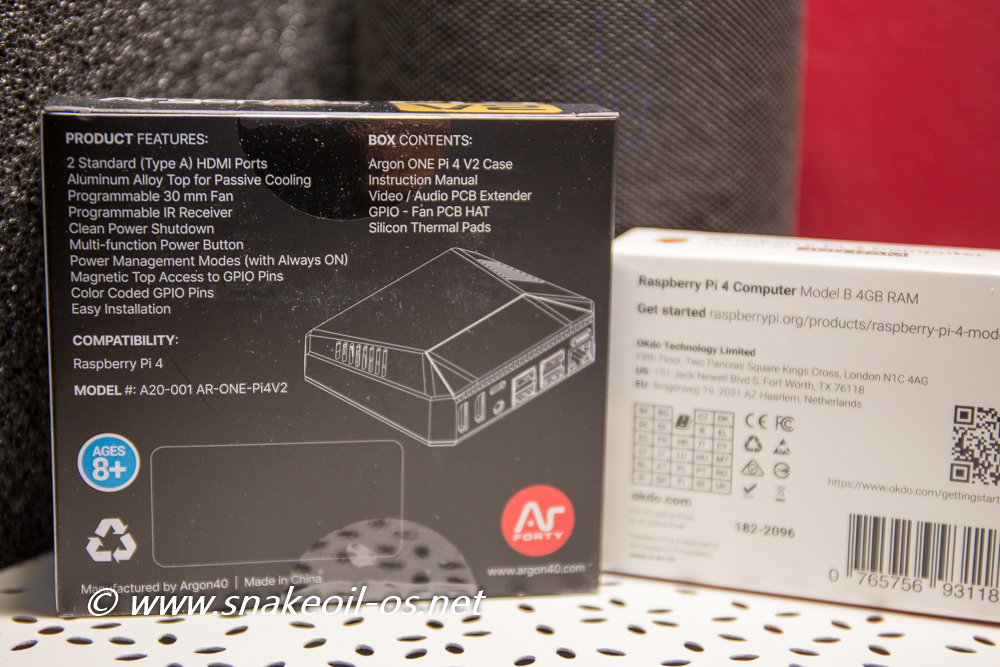 V2
PRODUCT FEATURES:
2 Standard (Type A) HDMI Ports
Aluminum Alloy Top for Passive Cooling
Programmable 30 mm Fan
Programmable IR Receiver
Clean Power Shutdown
Multi-function Power Button
Power Management Modes (with Always ON)
Magnetic Top Access to GPIO Pins
Color Coded GPIO Pins
Easy Installation
COMPATIBILITY:
Raspberry Pi 4
MODEL #: A20-001 AR-ONE-Pi4V2
BOX CONTENTS:
Argon ONE Pi 4 V2 Case
Instruction Manual
Video / Audio PCB Extender
GPIO - Fan PCB HAT
Silicon Thermal Pads
AGES
8+
Ar
FORTY
www.argon40.com
Manufactured by Argon40 | Made in China
Raspberry Pi 4 Computer Model B 4GB RAM
Get started raspberrypi.org/products/raspberry-pi-4-mod
OKdo Technology Limited
Fifth Floor, Two Pancras Square Kings Cross, London N1C 4AG
US: 151 Jack Newell Blvd S, Fort Worth, TX 76118
EU: Bingerweg 19, 2031 AZ Haarlem, Netherlands
CE FC
okdo.com
182-2096
https://www.okdo.com/gettingstart
0 765756 93118
© www.snakeoil-os.net